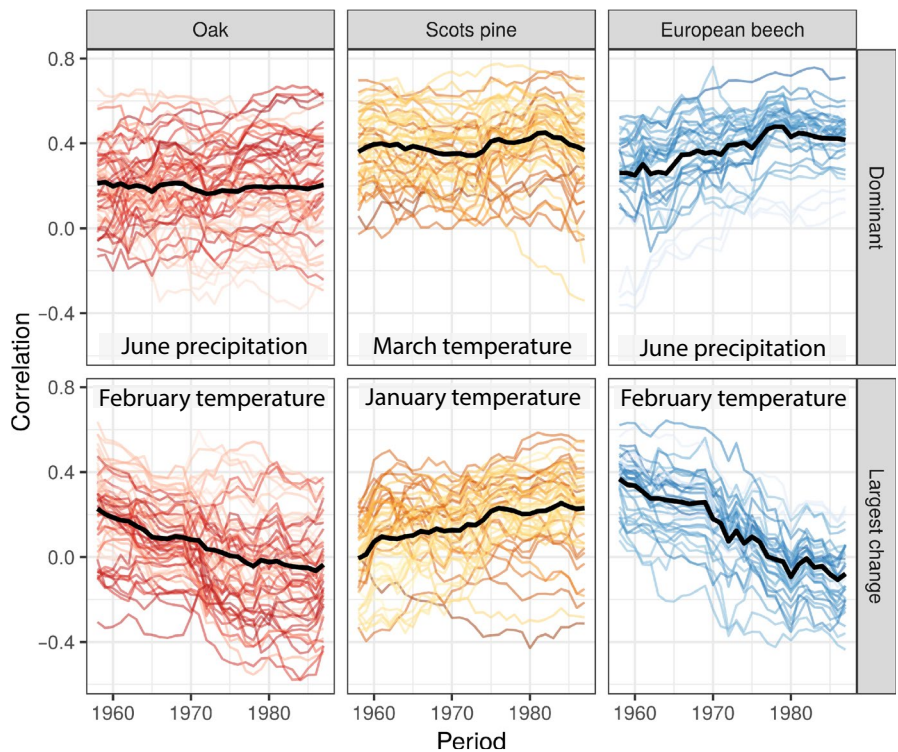 Oak
Scots pine
European beech
0.8
0.4
0.0
−0.4
Dominant
June precipitation
March temperature
June precipitation
Correlation
February temperature
January temperature
February temperature
0.8
0.4
0.0
−0.4
Largest change
1960 1970 1980
1960 1970 1980
1960 1970 1980
Period